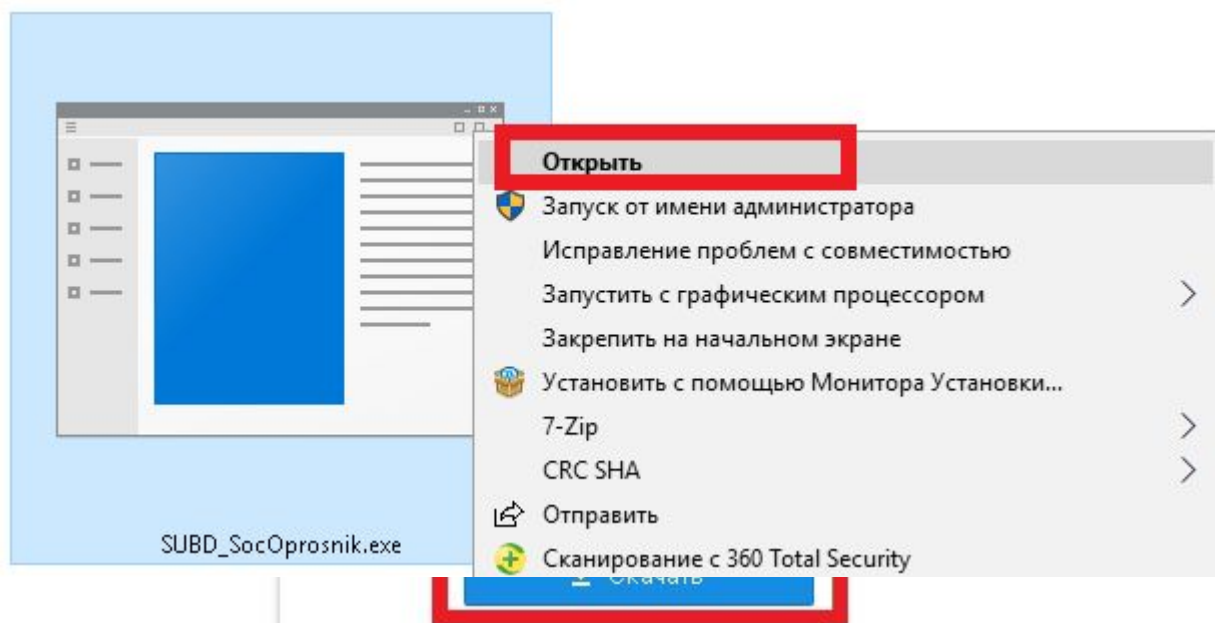 Открыть
Запуск от имени администратора
Исправление проблем с совместимостью
Запустить с графическим процессором
Закрепить на начальном экране
Установить с помощью Монитора Установки...
7-Zip
CRC SHA
Отправить
SUBD_SocOprosnik.exe
Сканирование с 360 Total Security
Скачать